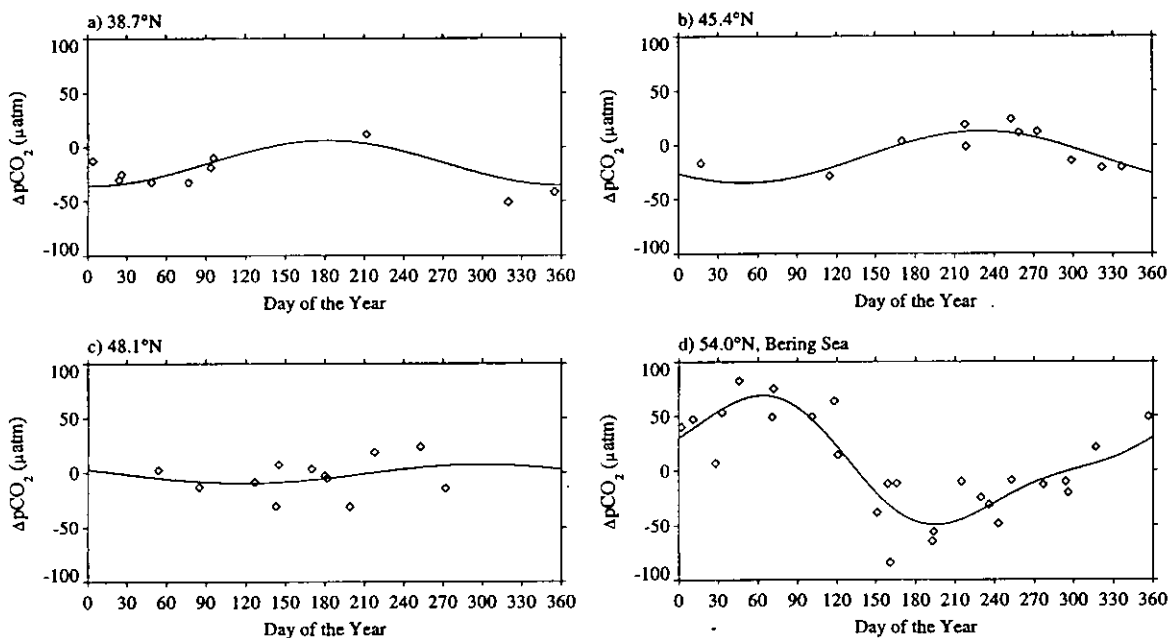 a) 38.7°N
100
50
0
-50
-100
ΔpCO₂ (μatm)
0 30 60 90 120 150 180 210 240 270 300 330 360
Day of the Year
b) 45.4°N
100
50
0
-50
-100
ΔpCO₂ (μatm)
0 30 60 90 120 150 180 210 240 270 300 330 360
Day of the Year
c) 48.1°N
100
50
0
-50
-100
ΔpCO₂ (μatm)
0 30 60 90 120 150 180 210 240 270 300 330 360
Day of the Year
d) 54.0°N, Bering Sea
100
50
0
-50
-100
ΔpCO₂ (μatm)
0 30 60 90 120 150 180 210 240 270 300 330 360
Day of the Year